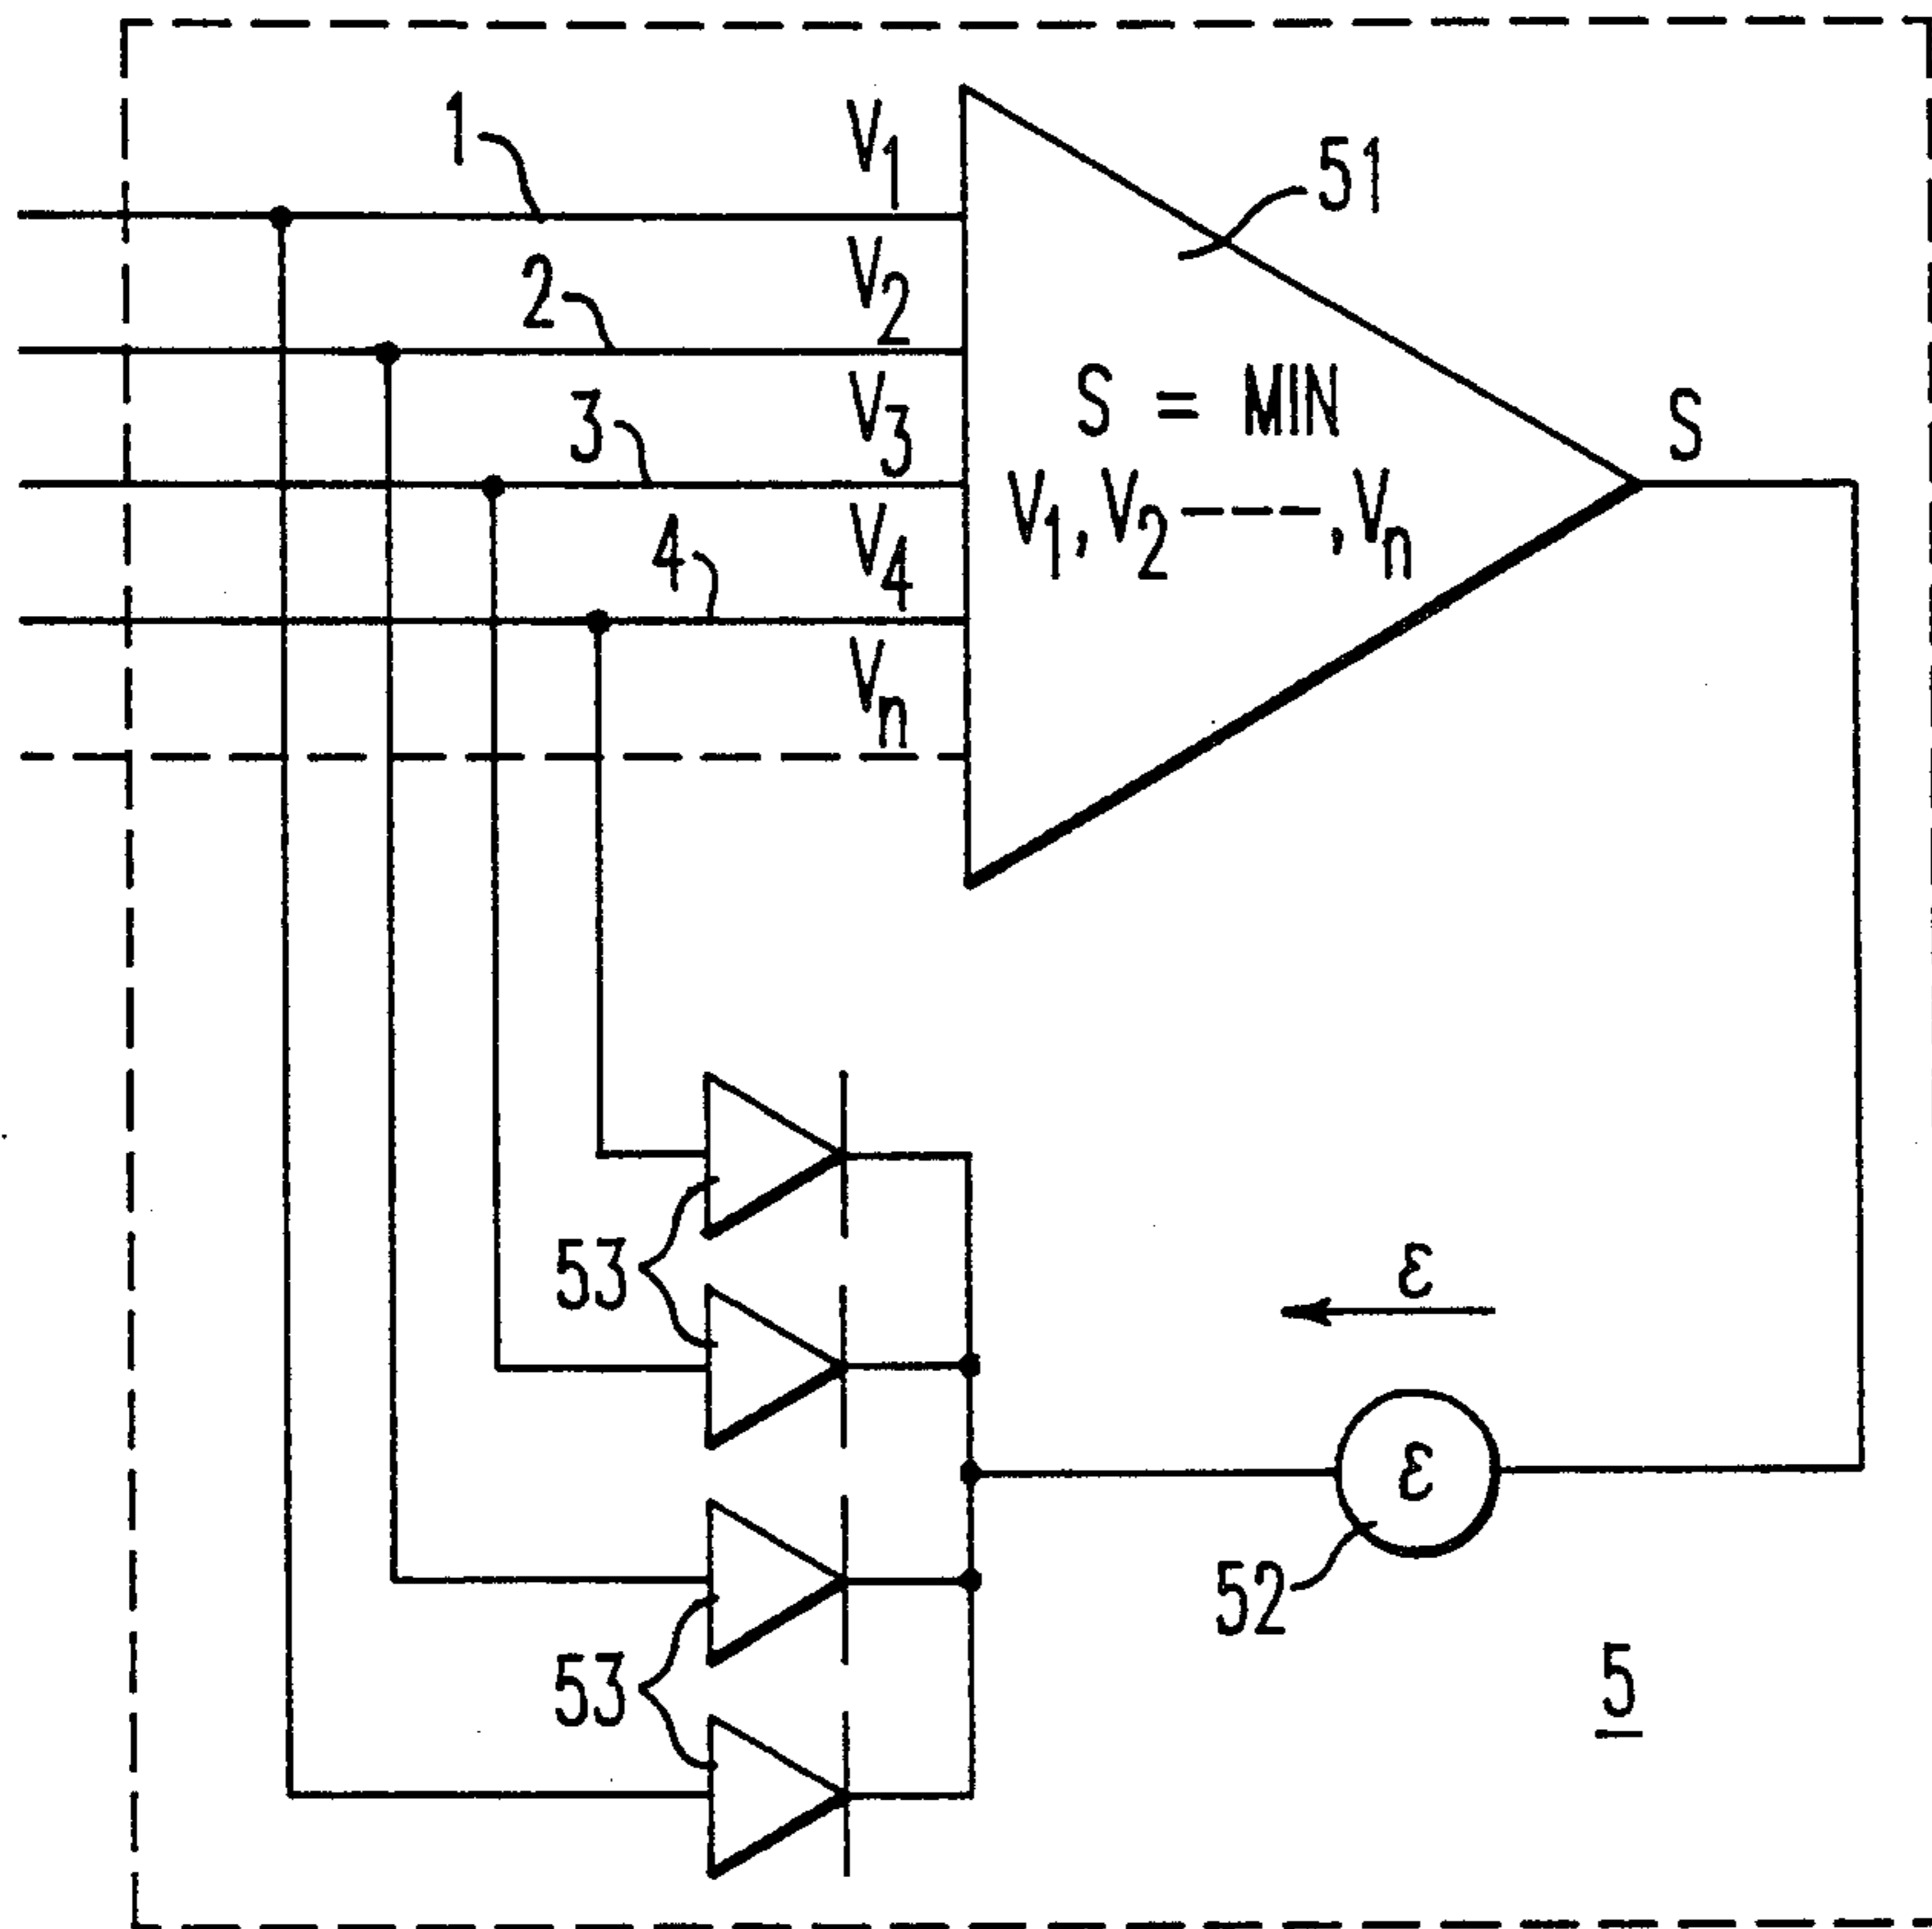 1
V1
51
2
V2
3
V3
S = MIN
S
V1, V2----, Vn
4
V4
Vn
53
ε
ε
52
53
5